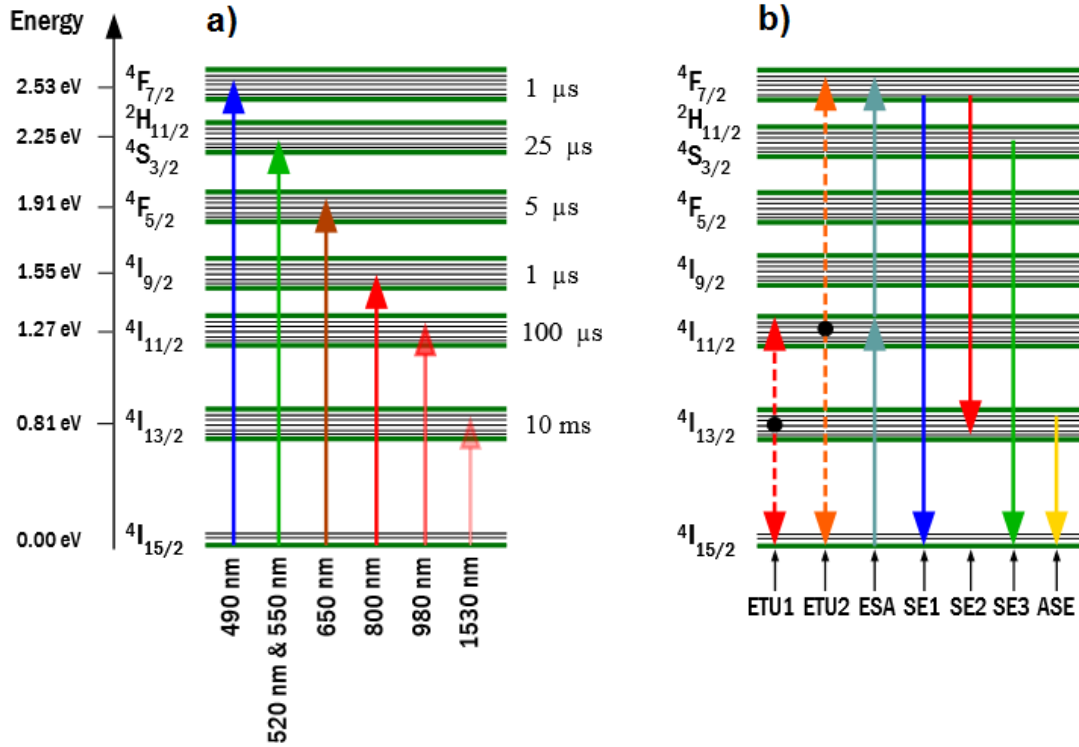 Energy
a)
2.53 eV
2.25 eV
1.91 eV
1.55 eV
1.27 eV
0.81 eV
0.00 eV
4F7/2
2H11/2
4S3/2
4F5/2
4I9/2
4I11/2
4I13/2
4I15/2
1 μs
25 μs
5 μs
1 μs
100 μs
10 ms
490 nm
520 nm & 550 nm
650 nm
800 nm
980 nm
1530 nm
b)
4F7/2
2H11/2
4S3/2
4F5/2
4I9/2
4I11/2
4I13/2
4I15/2
ETU1
ETU2
ESA
SE1
SE2
SE3
ASE